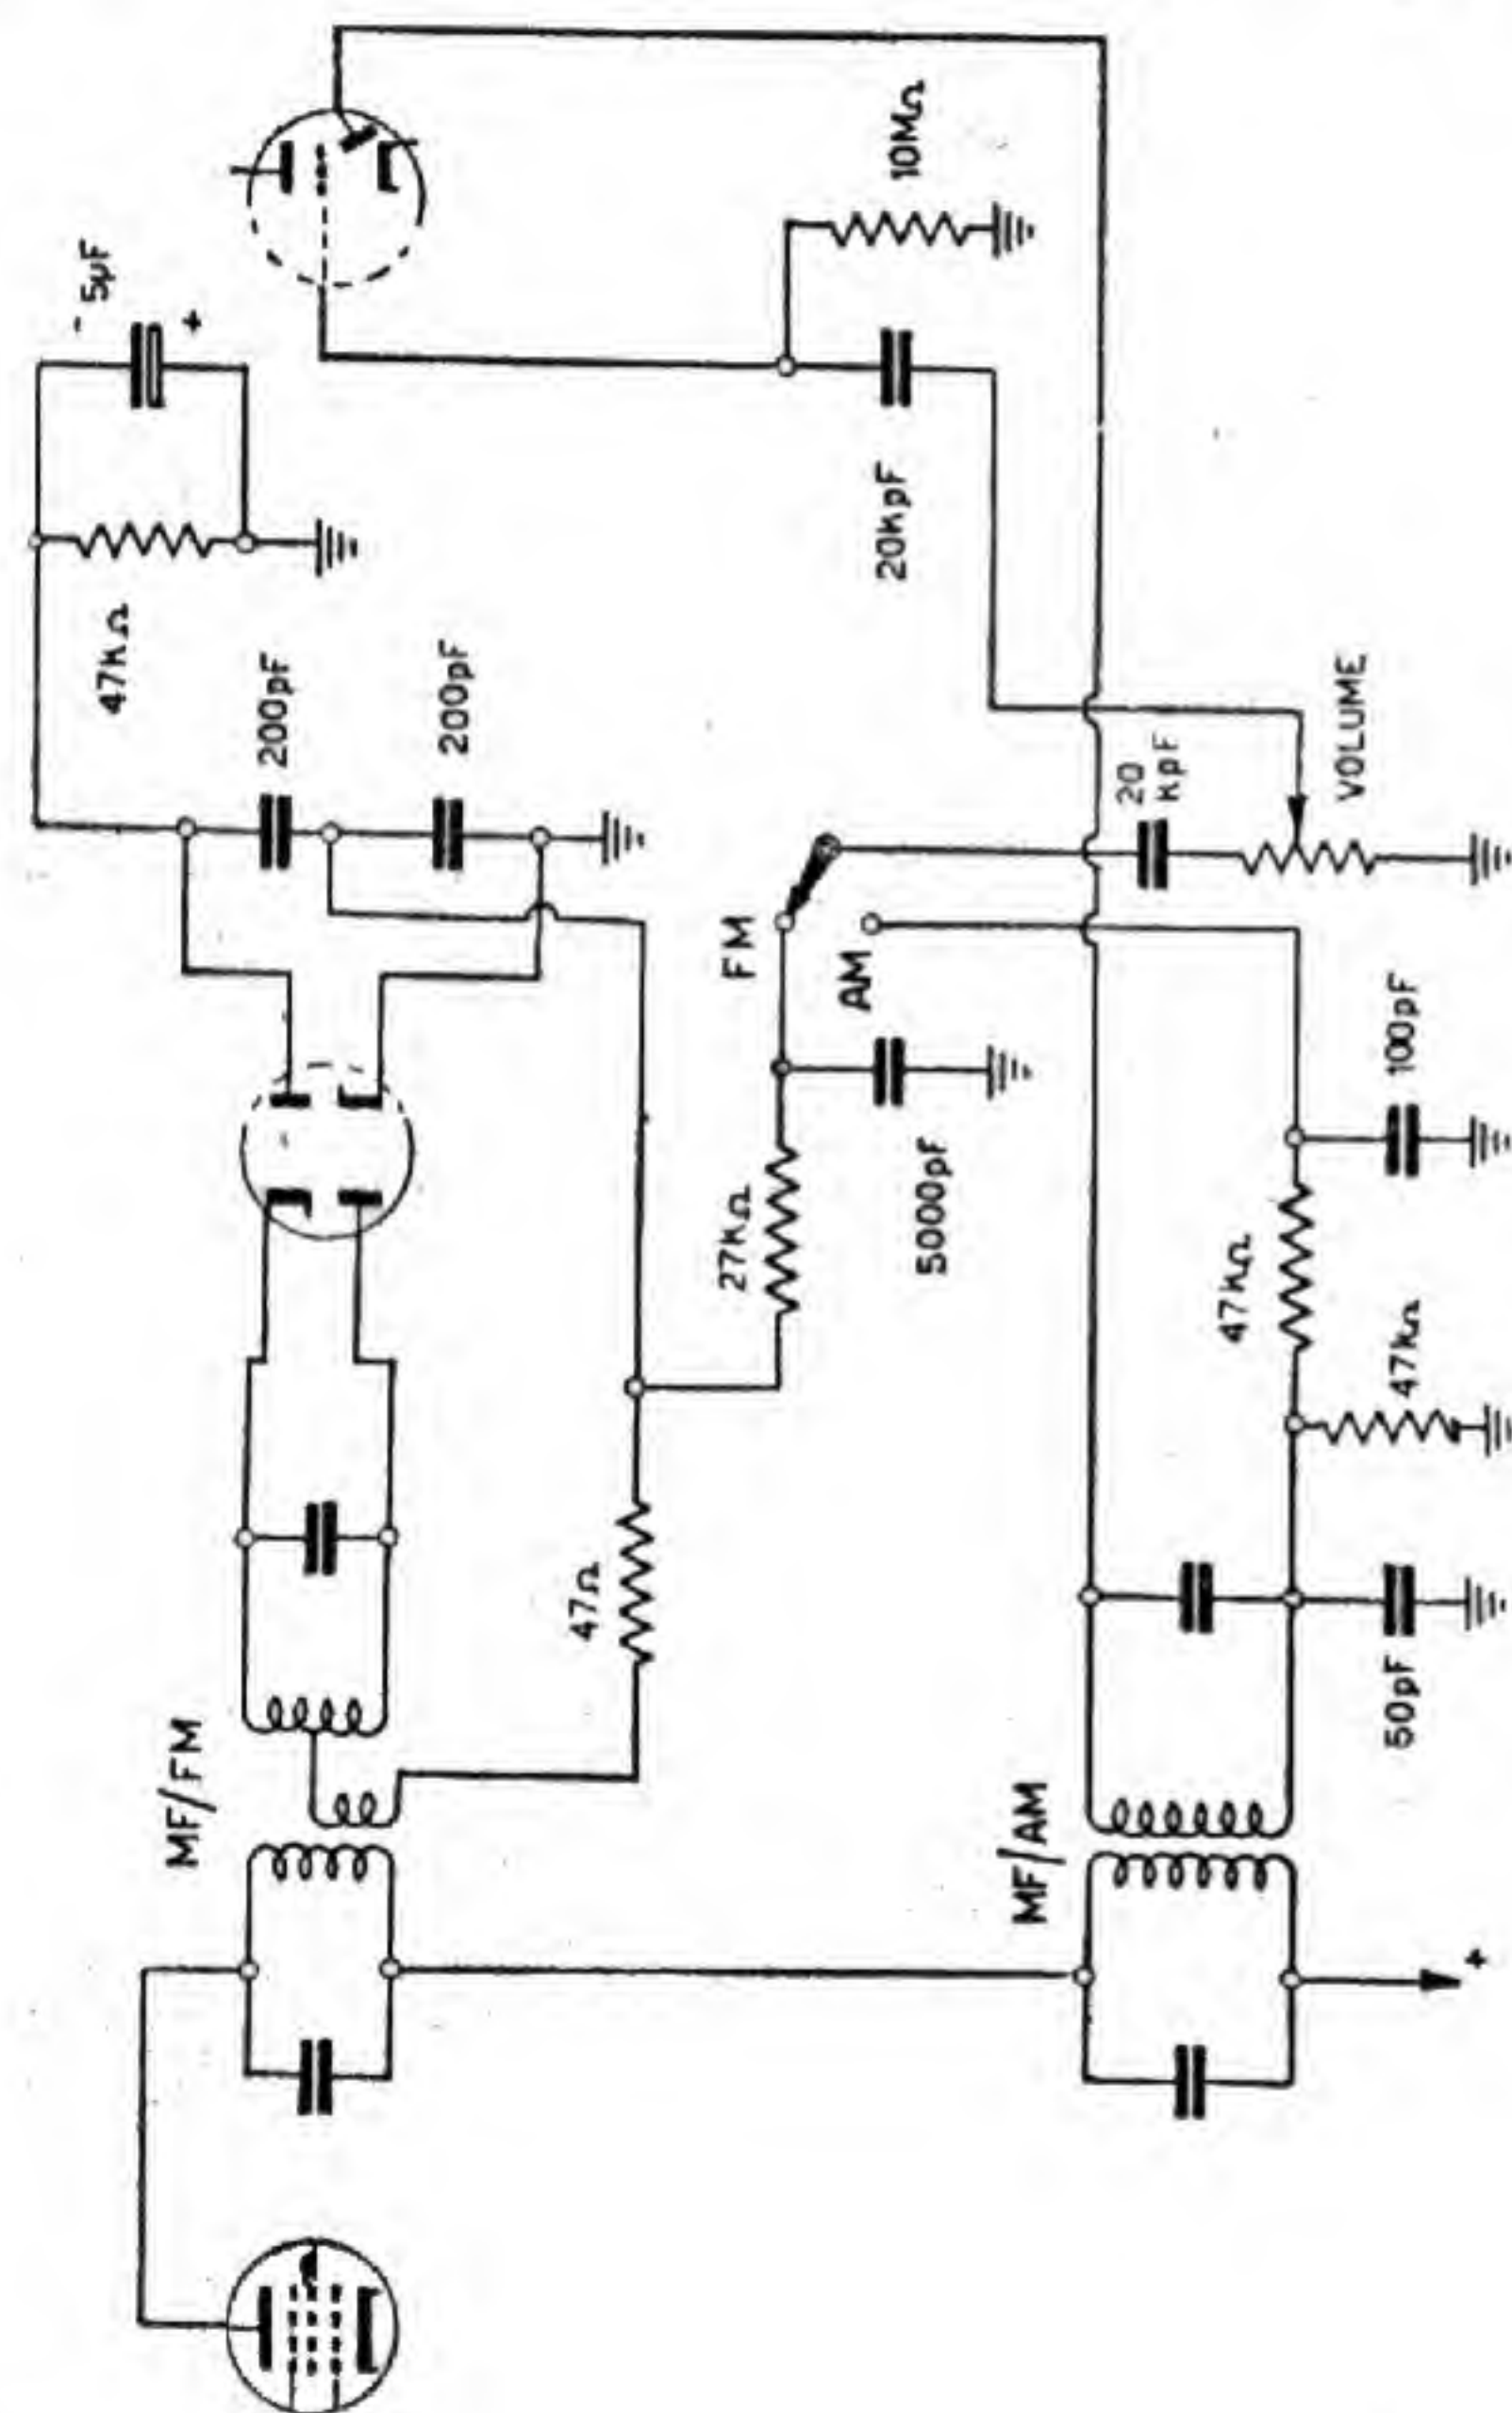 5µF
+
47kΩ
200pF
200pF
10MΩ
20KpF
MF/FM
47Ω
27kΩ
FM
AM
5000pF
20
KpF
VOLUME
MF/AM
47kΩ
47kΩ
100pF
50pF
+